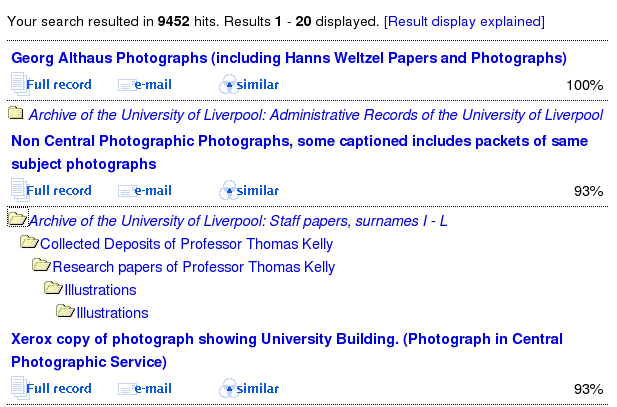 Your search resulted in 9452 hits. Results 1 - 20 displayed. [Result display explained]
Georg Althaus Photographs (including Hanns Weltzel Papers and Photographs)
Full record e-mail similar 100%
Archive of the University of Liverpool: Administrative Records of the University of Liverpool
Non Central Photographic Photographs, some captioned includes packets of same
subject photographs
Full record e-mail similar 93%
Archive of the University of Liverpool: Staff papers, surnames I - L
Collected Deposits of Professor Thomas Kelly
Research papers of Professor Thomas Kelly
Illustrations
Illustrations
Xerox copy of photograph showing University Building. (Photograph in Central
Photographic Service)
Full record e-mail similar 93%